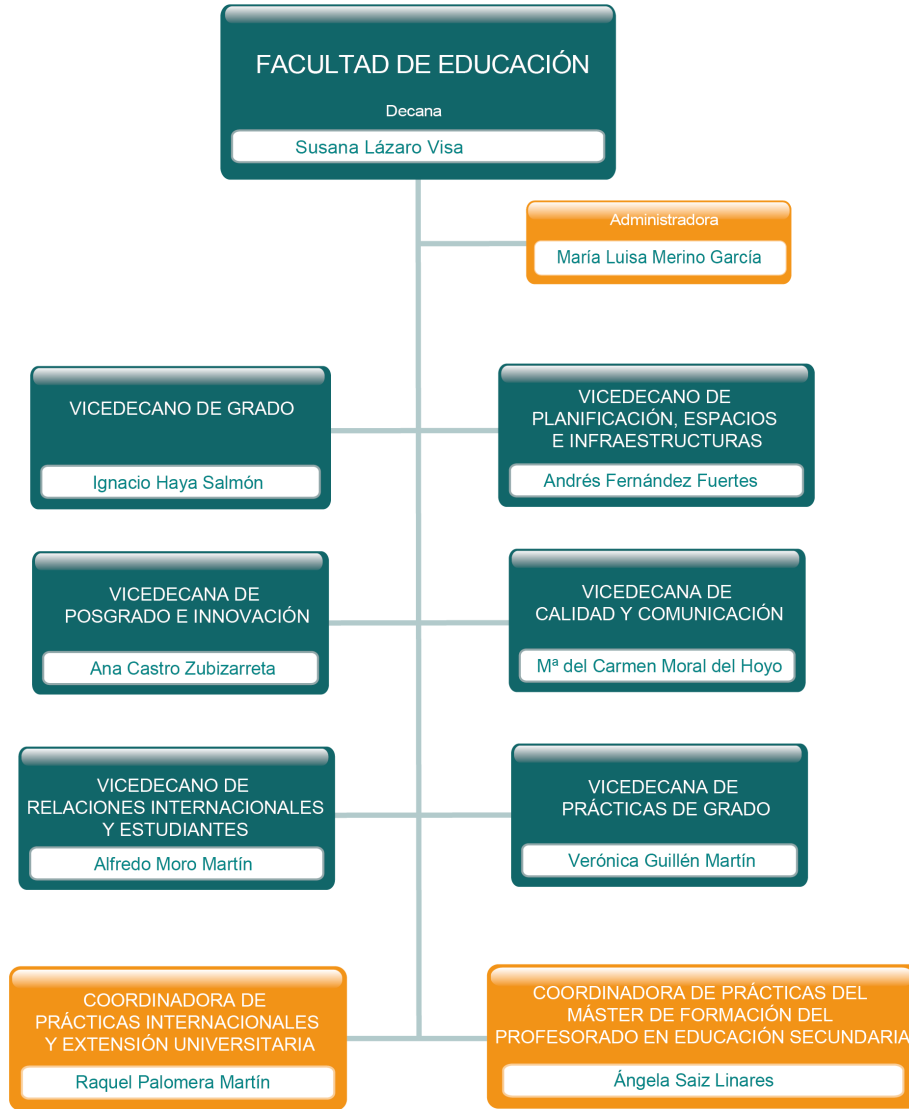 FACULTAD DE EDUCACIÓN
Decana
Susana Lázaro Visa
Administradora
María Luisa Merino García
VICEDECANO DE GRADO
Ignacio Haya Salmón
VICEDECANO DE
PLANIFICACIÓN, ESPACIOS
E INFRAESTRUCTURAS
Andrés Fernández Fuertes
VICEDECANA DE
POSGRADO E INNOVACIÓN
Ana Castro Zubizarreta
VICEDECANA DE
CALIDAD Y COMUNICACIÓN
Mª del Carmen Moral del Hoyo
VICEDECANO DE
RELACIONES INTERNACIONALES
Y ESTUDIANTES
Alfredo Moro Martín
VICEDECANA DE
PRÁCTICAS DE GRADO
Verónica Guillén Martín
COORDINADORA DE
PRÁCTICAS INTERNACIONALES
Y EXTENSIÓN UNIVERSITARIA
Raquel Palomera Martín
COORDINADORA DE PRÁCTICAS DEL
MÁSTER DE FORMACIÓN DEL
PROFESORADO EN EDUCACIÓN SECUNDARIA
Ángela Saiz Linares